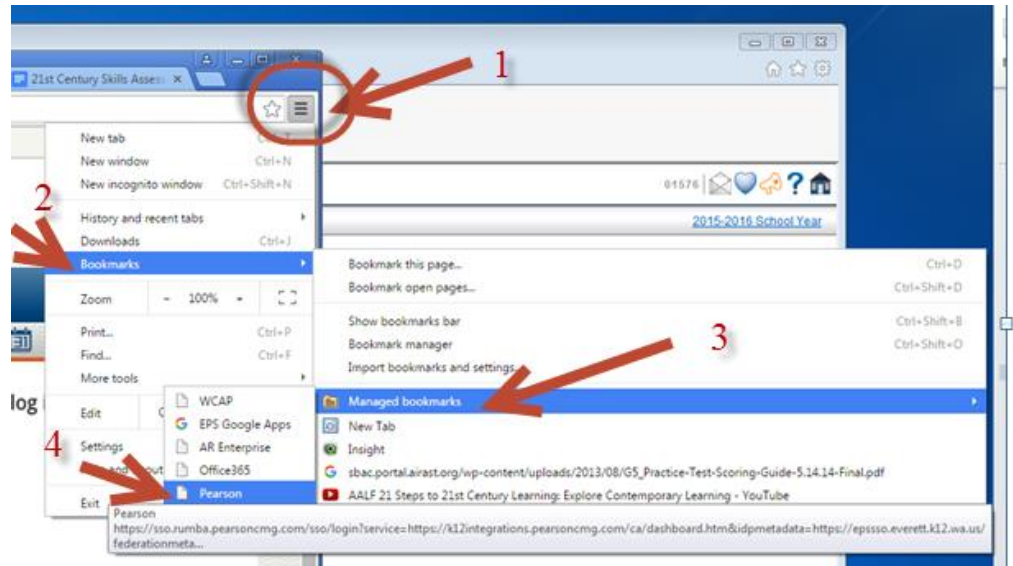 1
21st Century Skills Asses
New tab
New window Ctrl+N
New incognito window Ctrl+Shift+N
2
History and recent tabs
Downloads Ctrl+J
Bookmarks
Zoom - 100% +
Print... Ctrl+P
Find... Ctrl+F
More tools
Edit
Settings
Exit
31
log
01576
?
2015-2016 School Year
Bookmark this page... Ctrl+D
Bookmark open pages... Ctrl+Shift+D
Show bookmarks bar Ctrl+Shift+B
Bookmark manager Ctrl+Shift+O
Import bookmarks and settings...
3
Managed bookmarks
New Tab
Insight
sbac.portal.airast.org/wp-content/uploads/2013/08/G5_Practice-Test-Scoring-Guide-5.14.14-Final.pdf
AALF 21 Steps to 21st Century Learning: Explore Contemporary Learning - YouTube
WCAP
EPS Google Apps
AR Enterprise
Office365
4
Pearson
Pearson
https://sso.rumba.pearsoncmg.com/sso/login?service=https://k12integrations.pearsoncmg.com/ca/dashboard.htm&idpmetadata=https://epssso.everett.k12.wa.us/
federationmeta...